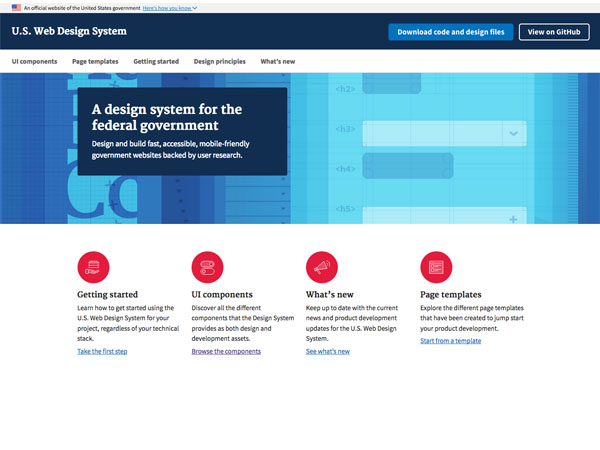 An official website of the United States government Here's how you know
U.S. Web Design System
Download code and design files
View on GitHub
UI components
Page templates
Getting started
Design principles
What's new
<h2>
A design system for the
federal government
Design and build fast, accessible, mobile-friendly
government websites backed by user research.
<h3>
<h4>
<h5>
Co
Getting started
Learn how to get started using the
U.S. Web Design System for your
project, regardless of your technical
stack.
Take the first step
UI components
Discover all the different
components that the Design System
provides as both design and
development assets.
Browse the components
What's new
Keep up to date with the current
news and product development
updates for the U.S. Web Design
System.
See what's new
Page templates
Explore the different page templates
that have been created to jump start
your product development.
Start from a template